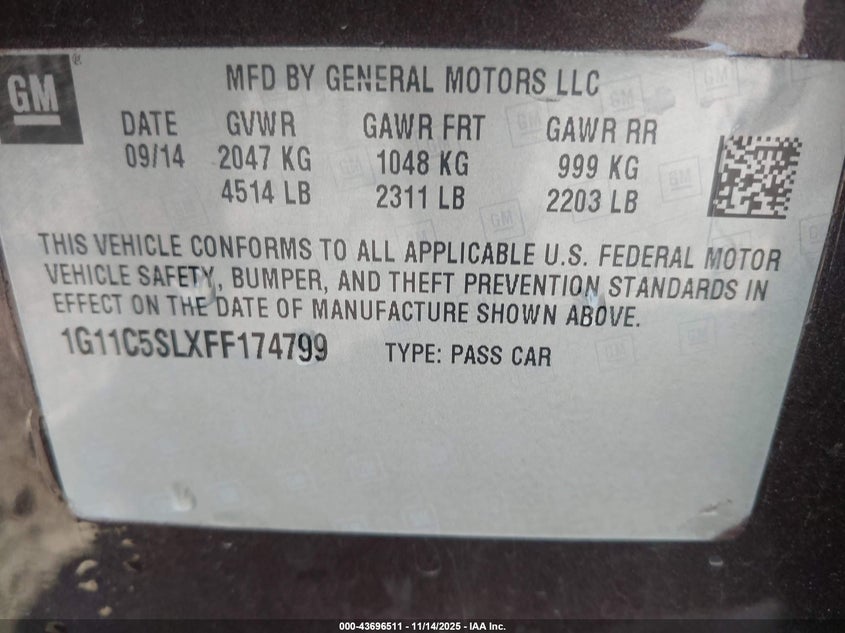 GM
MFD BY GENERAL MOTORS LLC
DATE GVWR GAWR FRT GAWR RR
09/14 2047 KG 1048 KG 999 KG
4514 LB 2311 LB 2203 LB
THIS VEHICLE CONFORMS TO ALL APPLICABLE U.S. FEDERAL MOTOR
VEHICLE SAFETY, BUMPER, AND THEFT PREVENTION STANDARDS IN
EFFECT ON THE DATE OF MANUFACTURE SHOWN ABOVE.
1G11C5SLXFF174799 TYPE: PASS CAR
000-43696511 - 11/14/2025 - IAA Inc.